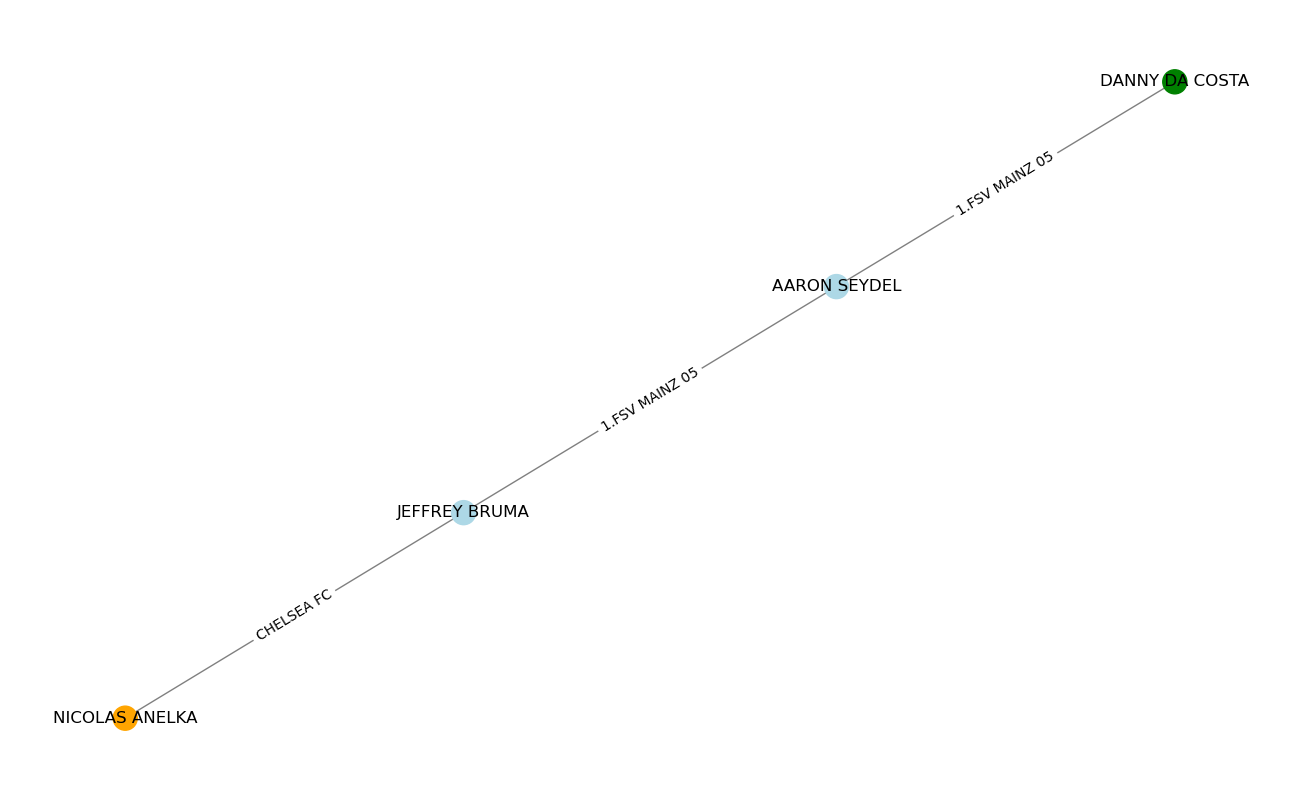 DANNY DA COSTA
1.FSV MAINZ 05
AARON SEYDEL
1.FSV MAINZ 05
JEFFREY BRUMA
CHELSEA FC
NICOLAS ANELKA